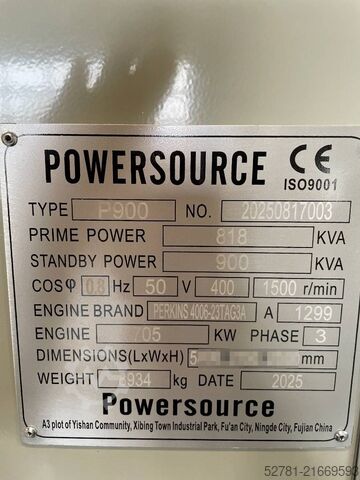 POWERSOURCE CE
ISO9001
TYPE P900 NO. 20250817003
PRIME POWER 818 KVA
STANDBY POWER 900 KVA
COSφ 0.8 Hz 50 V 400 1500 r/min
ENGINE BRAND PERKINS 4006-23TAG3A A 1299
ENGINE 705 KW PHASE 3
DIMENSIONS(LxWxH) 5 mm
WEIGHT 8934 kg DATE 2025
Powersource
A3 plot of Yishan Community, Xibing Town Industrial Park, Fu'an City, Ningde City, Fujian China
52781-21669593